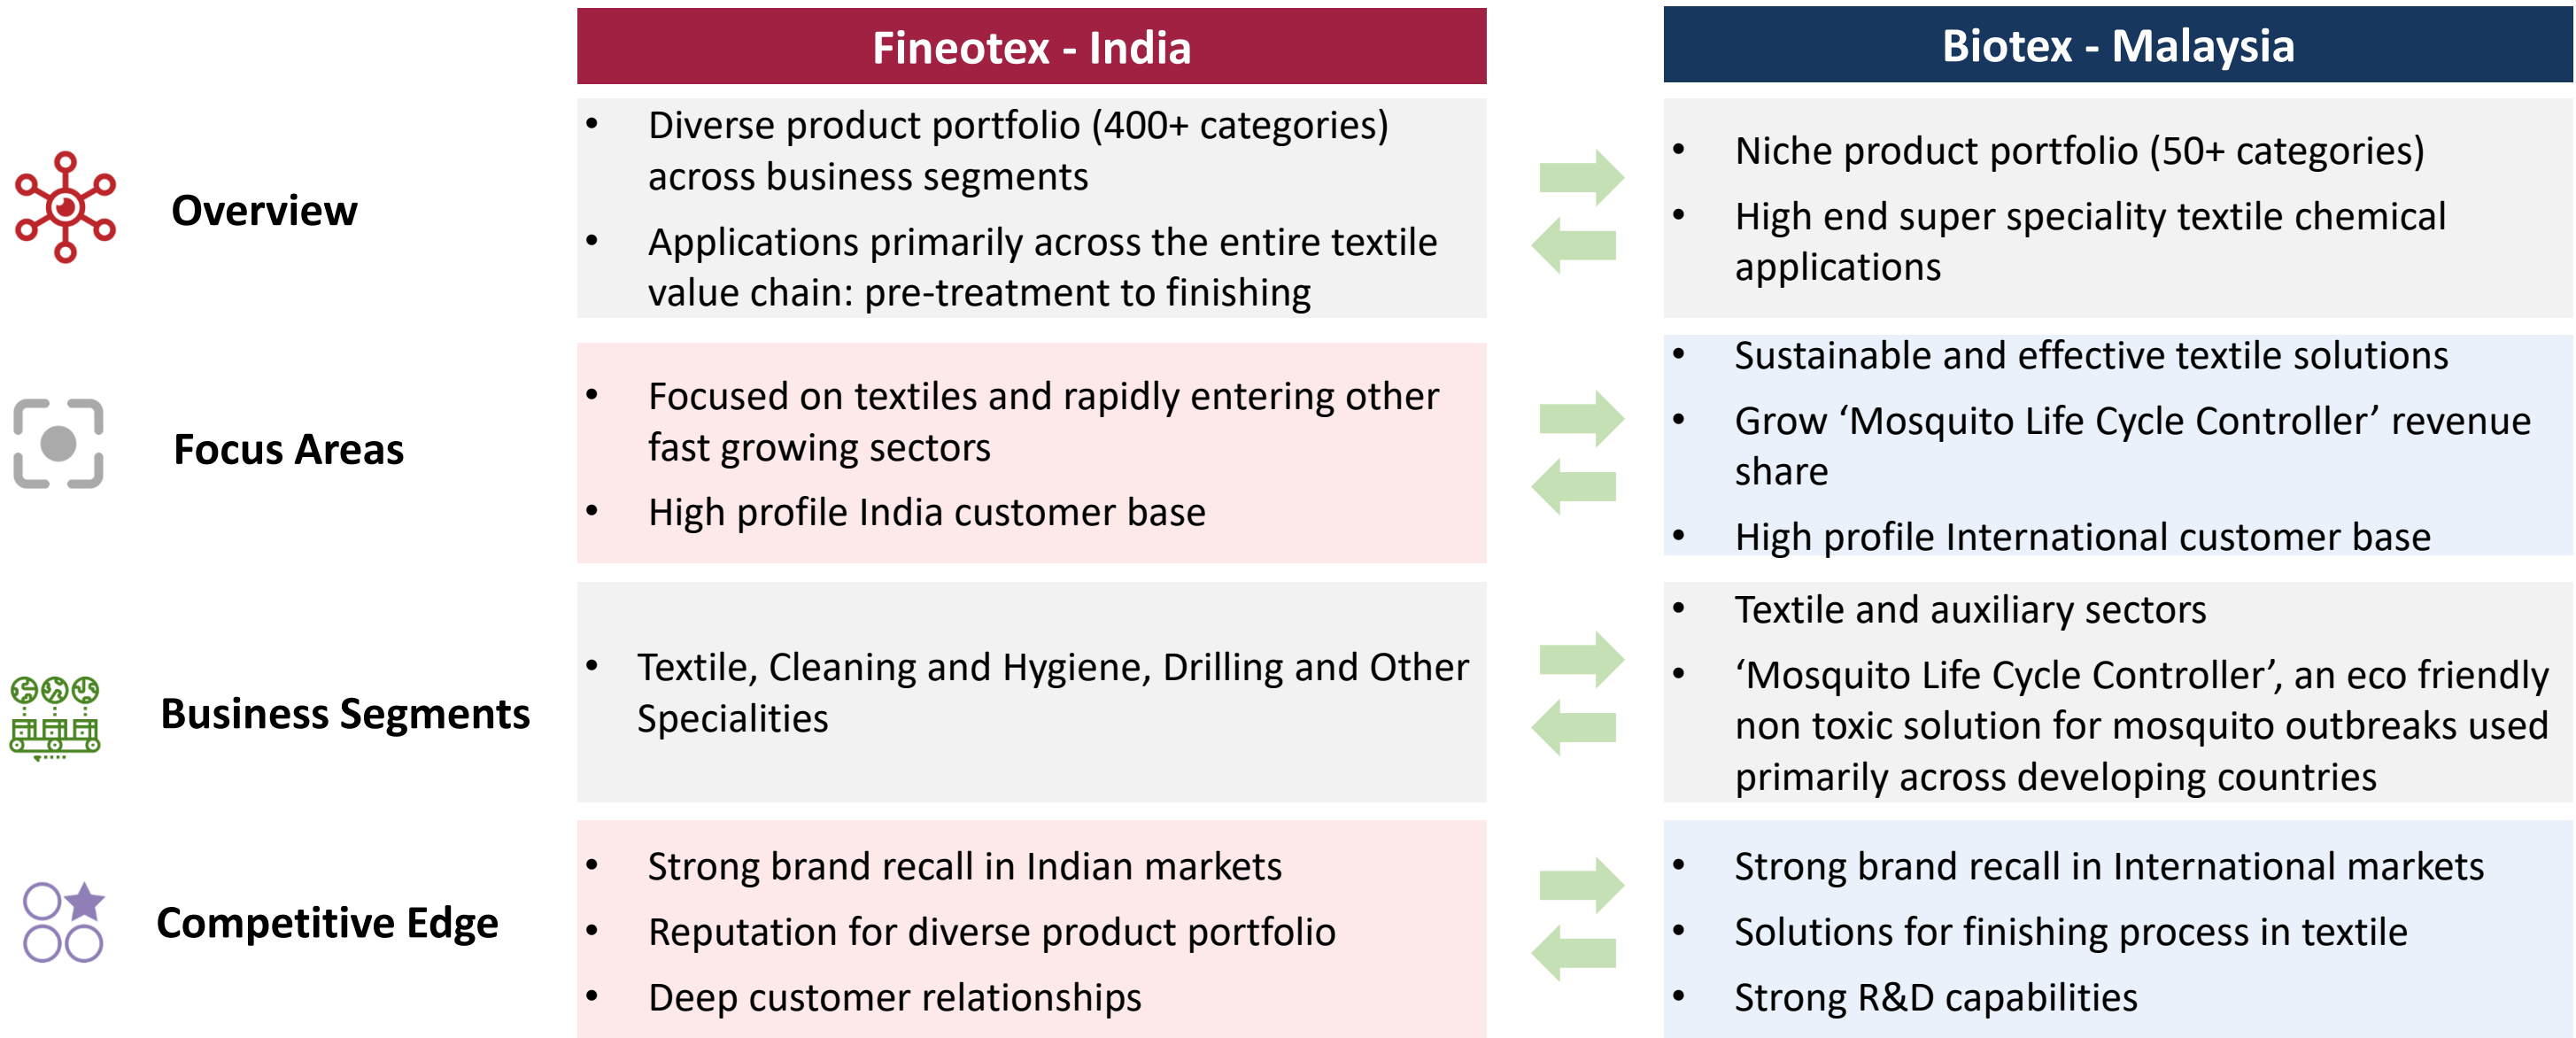 Fineotex - India
Biotex - Malaysia
Overview
• Diverse product portfolio (400+ categories)
across business segments
• Applications primarily across the entire textile
value chain: pre-treatment to finishing
• Niche product portfolio (50+ categories)
• High end super speciality textile chemical
applications
Focus Areas
• Focused on textiles and rapidly entering other
fast growing sectors
• High profile India customer base
• Sustainable and effective textile solutions
• Grow ‘Mosquito Life Cycle Controller’ revenue
share
• High profile International customer base
Business Segments
• Textile, Cleaning and Hygiene, Drilling and Other
Specialities
• Textile and auxiliary sectors
• ‘Mosquito Life Cycle Controller’, an eco friendly
non toxic solution for mosquito outbreaks used
primarily across developing countries
Competitive Edge
• Strong brand recall in Indian markets
• Reputation for diverse product portfolio
• Deep customer relationships
• Strong brand recall in International markets
• Solutions for finishing process in textile
• Strong R&D capabilities